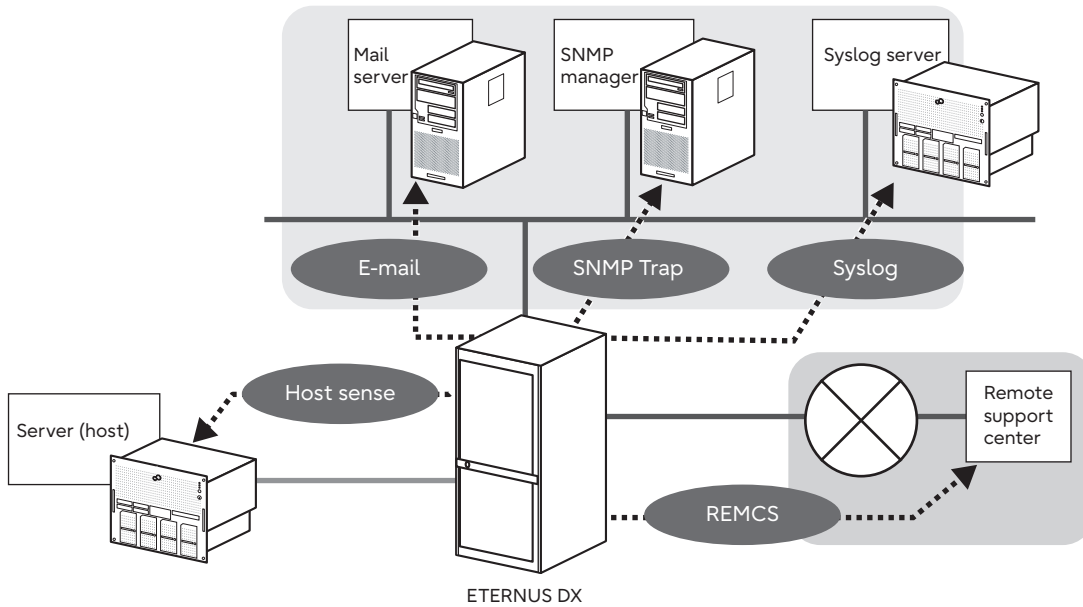 Mail
server
SNMP
manager
Syslog server
E-mail
SNMP Trap
Syslog
Host sense
Server (host)
Remote
support
center
REMCS
ETERNUS DX